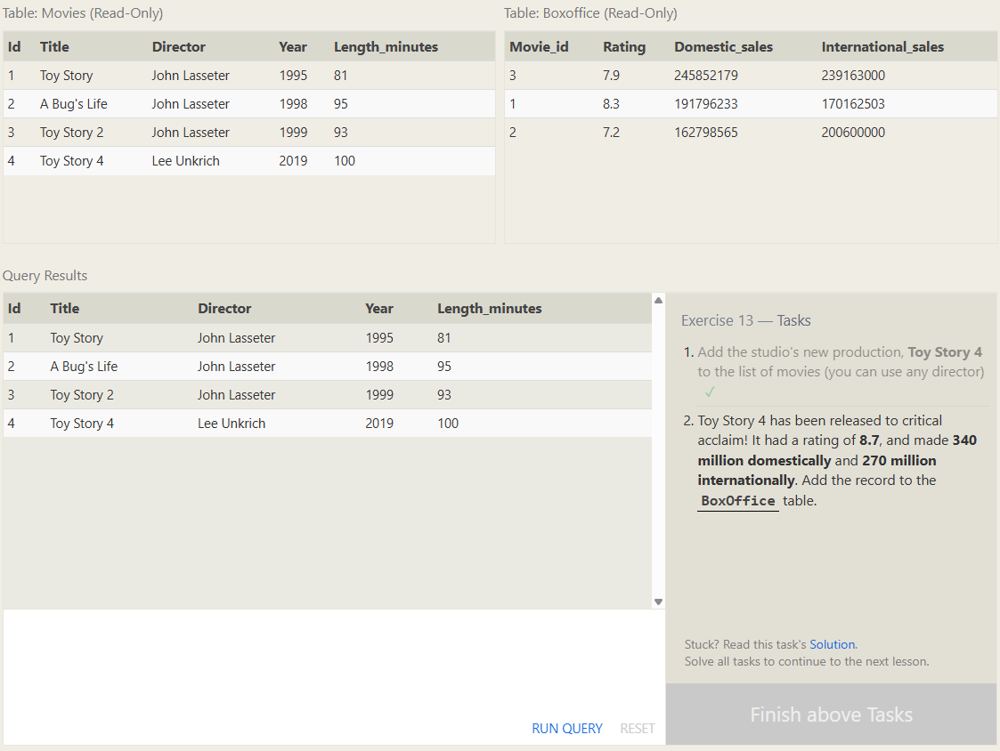 Table: Movies (Read-Only)
Id Title Director Year Length_minutes
1 Toy Story John Lasseter 1995 81
2 A Bug's Life John Lasseter 1998 95
3 Toy Story 2 John Lasseter 1999 93
4 Toy Story 4 Lee Unkrich 2019 100
Table: Boxoffice (Read-Only)
Movie_id Rating Domestic_sales International_sales
3 7.9 245852179 239163000
1 8.3 191796233 170162503
2 7.2 162798565 200600000
Query Results
Id Title Director Year Length_minutes
1 Toy Story John Lasseter 1995 81
2 A Bug's Life John Lasseter 1998 95
3 Toy Story 2 John Lasseter 1999 93
4 Toy Story 4 Lee Unkrich 2019 100
RUN QUERY RESET
Exercise 13 — Tasks
1. Add the studio's new production, Toy Story 4
to the list of movies (you can use any director)
✓
2. Toy Story 4 has been released to critical
acclaim! It had a rating of 8.7, and made 340
million domestically and 270 million
internationally. Add the record to the
BoxOffice table.
Stuck? Read this task's Solution.
Solve all tasks to continue to the next lesson.
Finish above Tasks